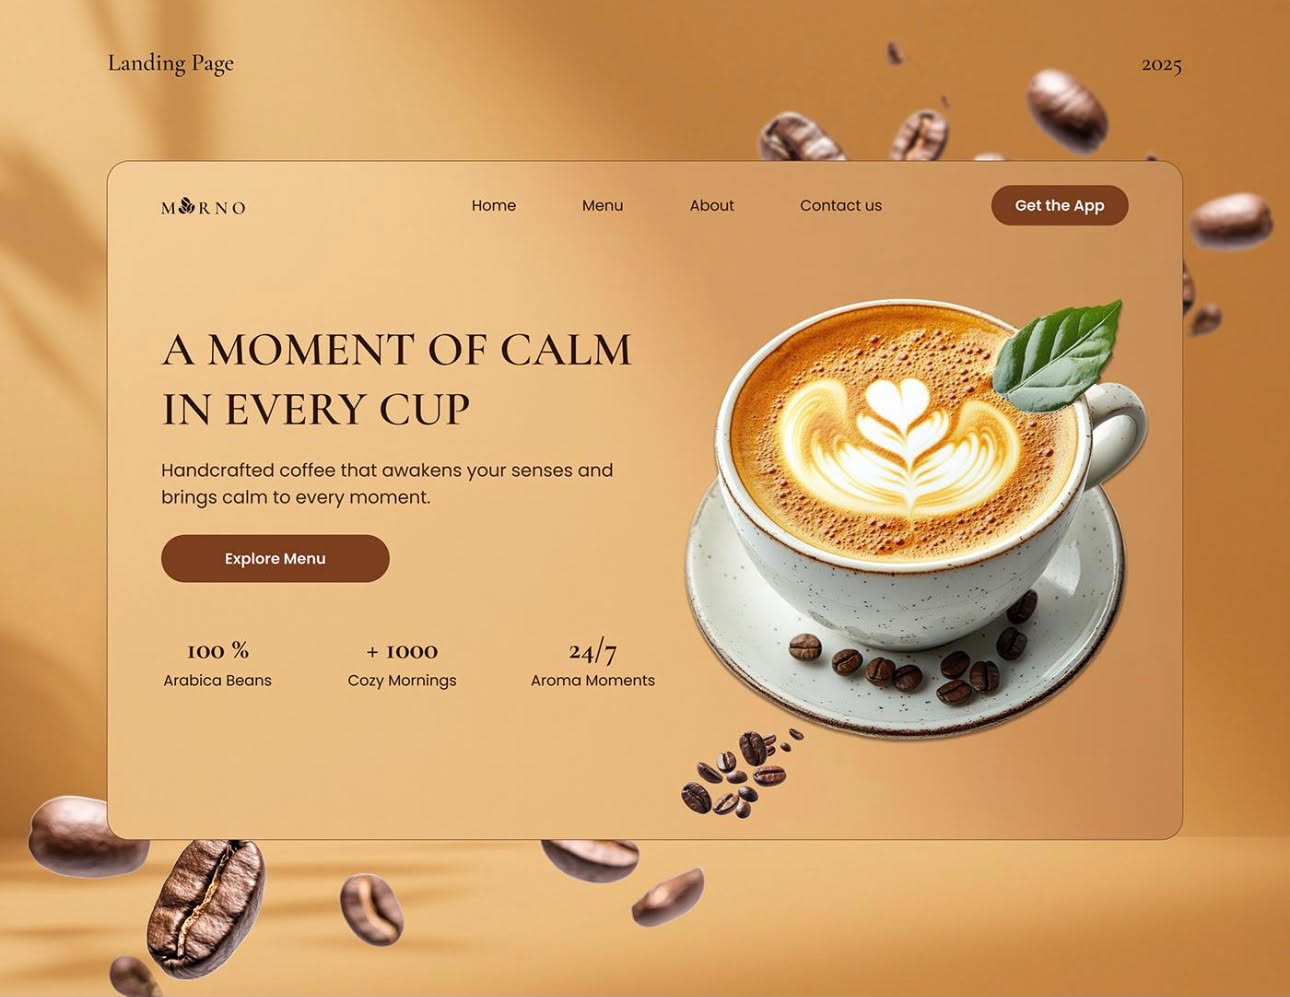 Landing Page
2025
MORNO
Home
Menu
About
Contact us
Get the App
A MOMENT OF CALM
IN EVERY CUP
Handcrafted coffee that awakens your senses and
brings calm to every moment.
Explore Menu
100 %
Arabica Beans
+ 1000
Cozy Mornings
24/7
Aroma Moments